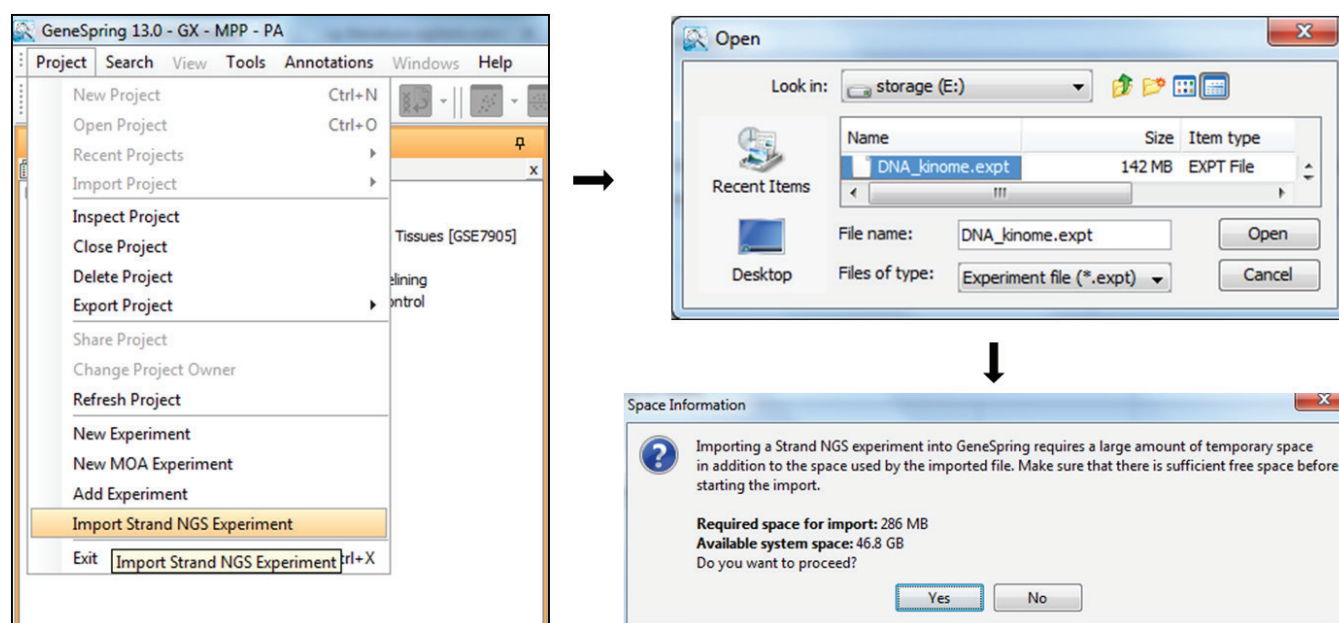 GeneSpring 13.0 - GX - MPP - PA
Project Search View Tools Annotations Windows Help
New Project Ctrl+N
Open Project Ctrl+O
Recent Projects
Import Project
x
Inspect Project
Tissues [GSE7905]
Close Project
Delete Project
elining
Export Project
ontrol
Share Project
Change Project Owner
Refresh Project
New Experiment
New MOA Experiment
Add Experiment
Import Strand NGS Experiment
Exit Import Strand NGS Experiment trl+X
Open
Look in: storage (E:)
Name Size Item type
DNA_kinome.expt 142 MB EXPT File
Recent Items
File name: DNA_kinome.expt Open
Desktop
Files of type: Experiment file (*.expt) Cancel
Space Information
Importing a Strand NGS experiment into GeneSpring requires a large amount of temporary space
in addition to the space used by the imported file. Make sure that there is sufficient free space before
starting the import.
Required space for import: 286 MB
Available system space: 46.8 GB
Do you want to proceed?
Yes No